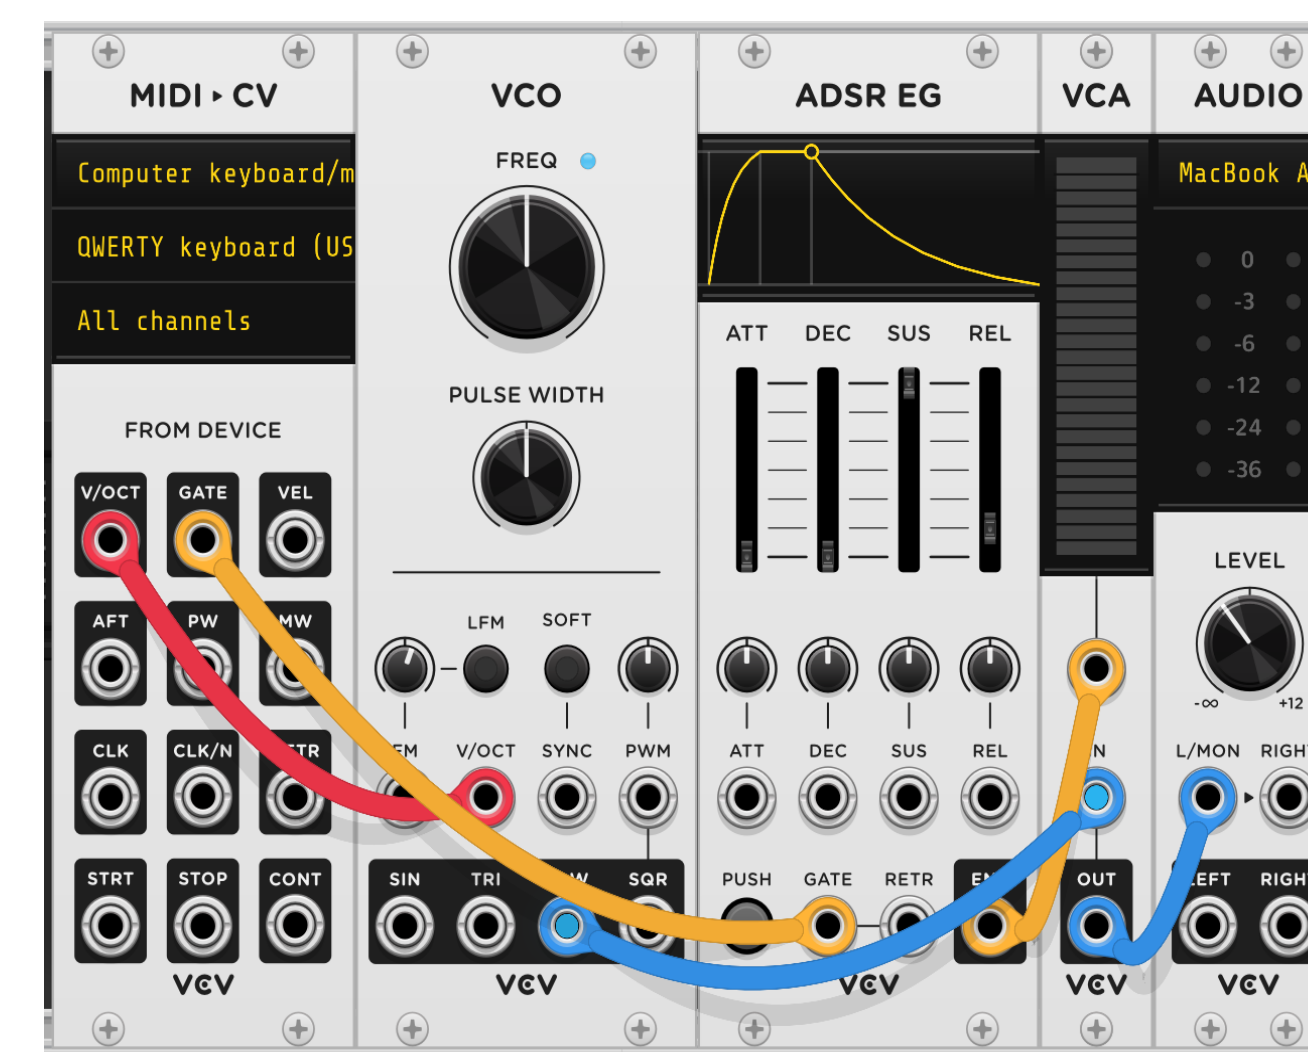 MIDI ▸ CV
VCO
ADSR EG
VCA
AUDIO
Computer keyboard/m
QWERTY keyboard (US
All channels
FROM DEVICE
V/OCT GATE VEL
AFT PW MW
CLK CLK/N
STRT STOP CONT
VCV
FREQ
PULSE WIDTH
LFM SOFT
V/OCT SYNC PWM
SIN TRI SQR
VCV
ATT DEC SUS REL
ATT DEC SUS REL
PUSH GATE RETR
VCV
OUT
VCV
MacBook A
0
-3
-6
-12
-24
-36
LEVEL
-∞ +12
L/MON RIGH
RIGH
VCV